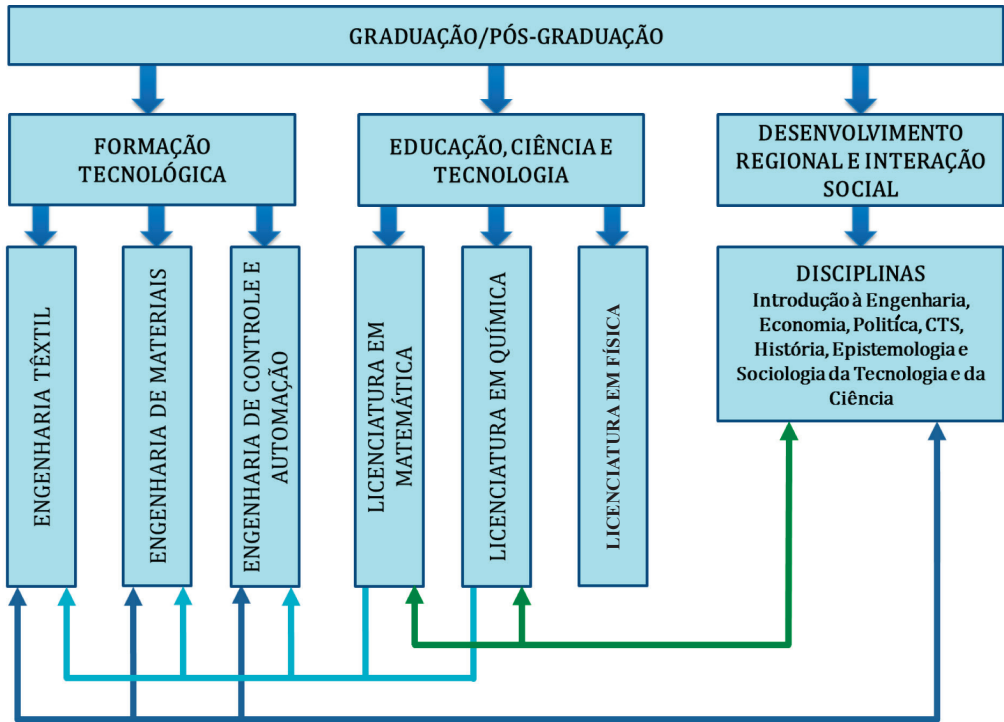 GRADUAÇÃO/PÓS-GRADUAÇÃO
FORMAÇÃO
TECNOLÓGICA
EDUCAÇÃO, CIÊNCIA E
TECNOLOGIA
DESENVOLVIMENTO
REGIONAL E INTERAÇÃO
SOCIAL
ENGENHARIA TÊXTIL
ENGENHARIA DE MATERIAIS
ENGENHARIA DE CONTROLE E
AUTOMAÇÃO
LICENCIATURA EM
MATEMÁTICA
LICENCIATURA EM QUÍMICA
LICENCIATURA EM FÍSICA
DISCIPLINAS
Introdução à Engenharia,
Economia, Política, CTS,
História, Epistemologia e
Sociologia da Tecnologia e da
Ciência